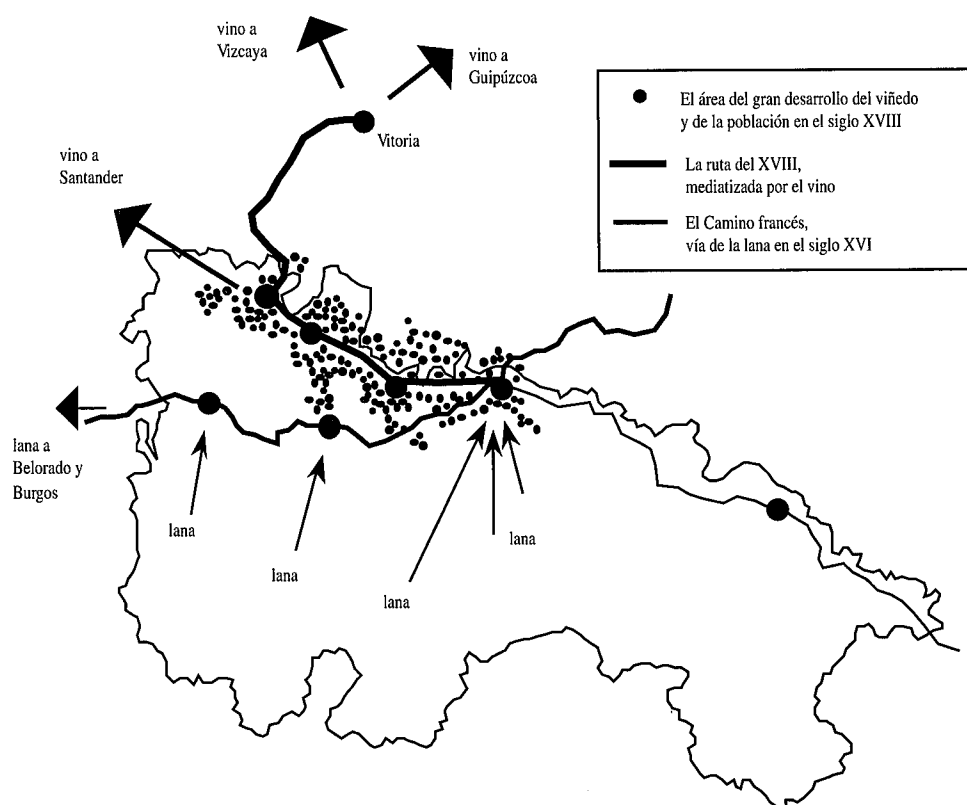 vino a
Vizcaya
vino a
Guipúzcoa
Vitoria
vino a
Santander
El área del gran desarrollo del viñedo
y de la población en el siglo XVIII
La ruta del XVIII,
mediatizada por el vino
El Camino francés,
vía de la lana en el siglo XVI
lana a
Belorado y
Burgos
lana
lana
lana
lana